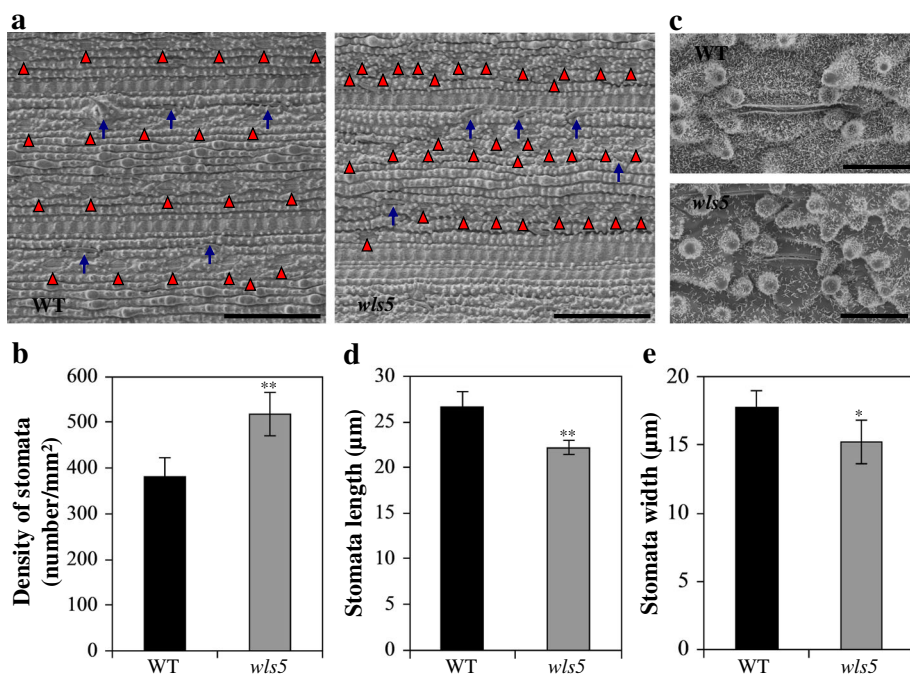 a
WT
wls5
c
WT
wls5
b
Density of stomata
(number/mm²)
600
500
400
300
200
100
0
**
WT
wls5
d
Stomata length (µm)
30
25
20
15
10
5
0
**
WT
wls5
e
Stomata width (µm)
20
15
10
5
0
*
WT
wls5